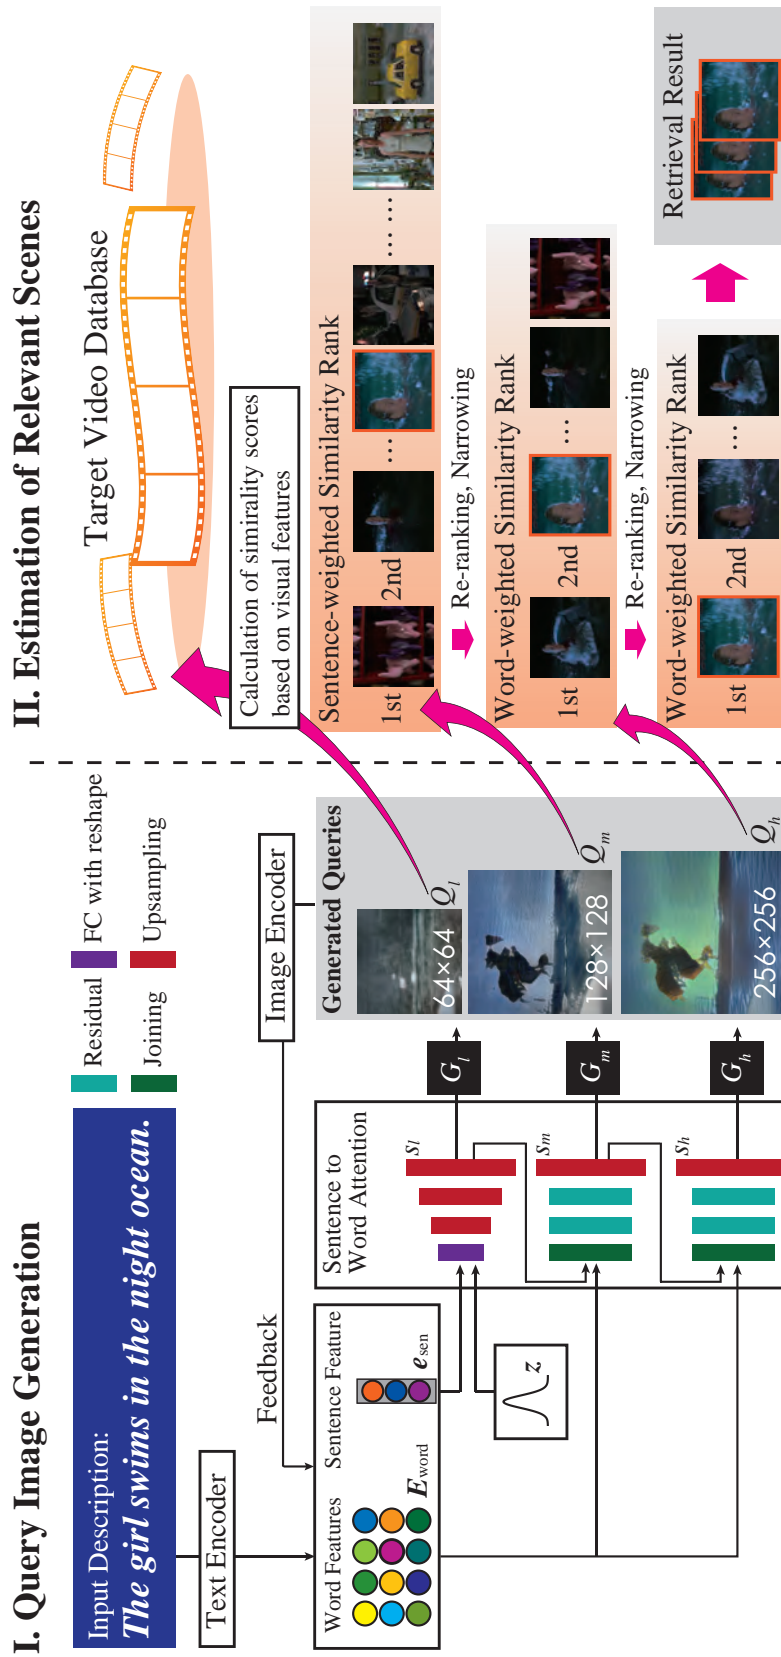 I. Query Image Generation
Input Description:
The girl swims in the night ocean.
Residual
FC with reshape
Joining
Upsampling
Text Encoder
Image Encoder
Feedback
Word Features
Sentence Feature
E_word
e_sen
z
Sentence to
Word Attention
s_l
s_m
s_h
G_l
G_m
G_h
Generated Queries
64×64
Q_l
128×128
Q_m
256×256
Q_h
II. Estimation of Relevant Scenes
Target Video Database
Calculation of simirality scores
based on visual features
Sentence-weighted Similarity Rank
1st
2nd
...
... ...
Re-ranking, Narrowing
Word-weighted Similarity Rank
1st
2nd
...
Re-ranking, Narrowing
Word-weighted Similarity Rank
1st
2nd
...
Retrieval Result